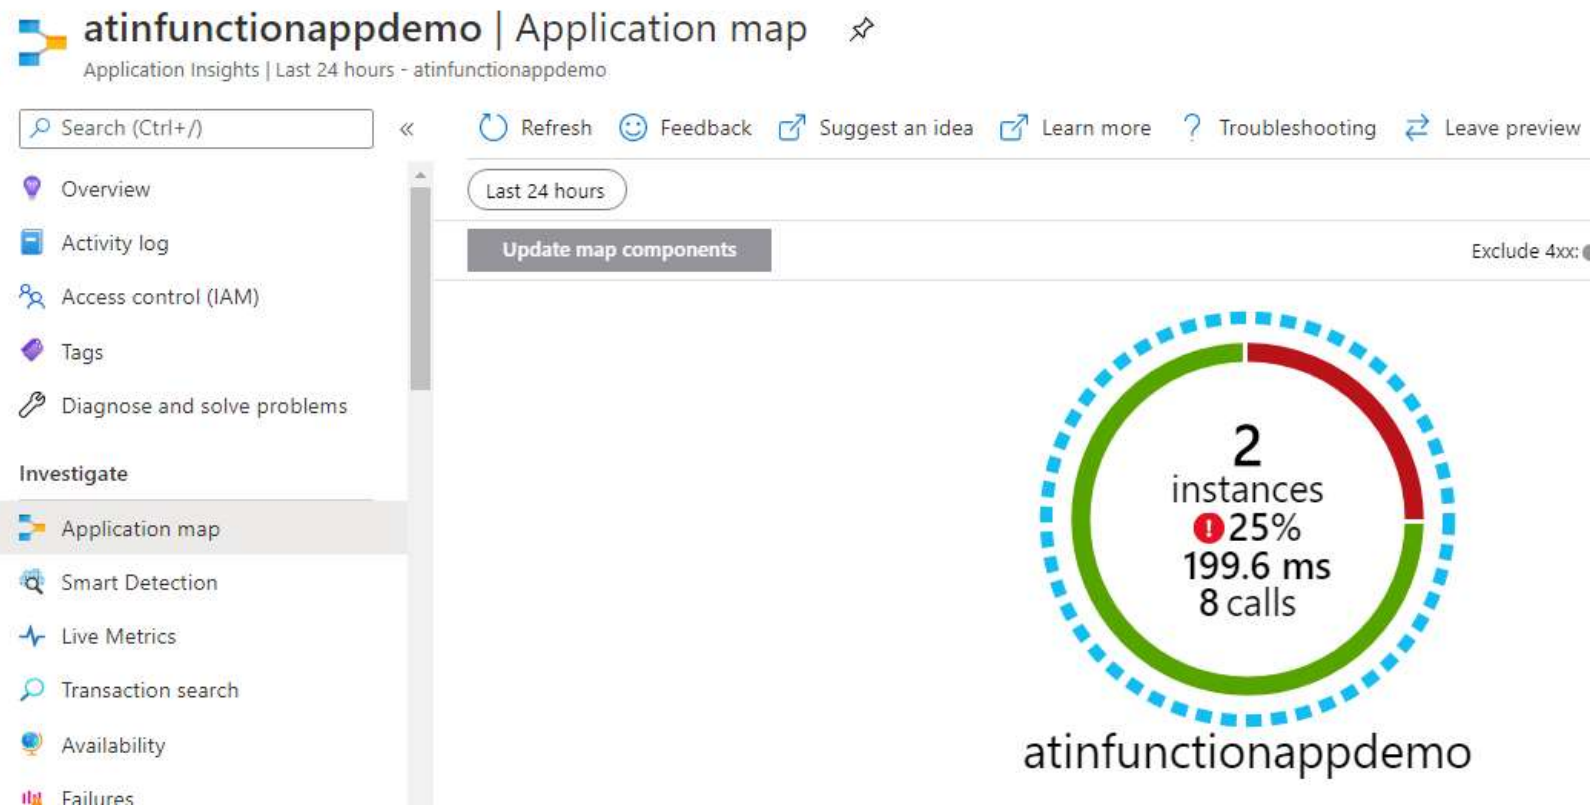 atinfunctionappdemo | Application map
Application Insights | Last 24 hours - atinfunctionappdemo
Search (Ctrl+/)
«
Refresh
Feedback
Suggest an idea
Learn more
Troubleshooting
Leave preview
Overview
Activity log
Access control (IAM)
Tags
Diagnose and solve problems
Investigate
Application map
Smart Detection
Live Metrics
Transaction search
Availability
Failures
Last 24 hours
Update map components
Exclude 4xx:
2
instances
25%
199.6 ms
8 calls
atinfunctionappdemo